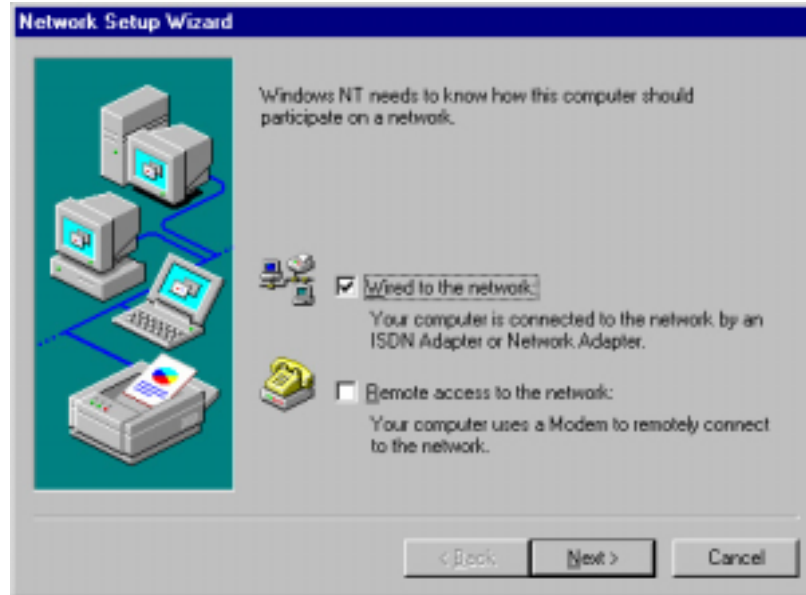 Network Setup Wizard
Windows NT needs to know how this computer should
participate on a network.
Wired to the network:
Your computer is connected to the network by an
ISDN Adapter or Network Adapter.
Remote access to the network:
Your computer uses a Modem to remotely connect
to the network.
< Back
Next >
Cancel